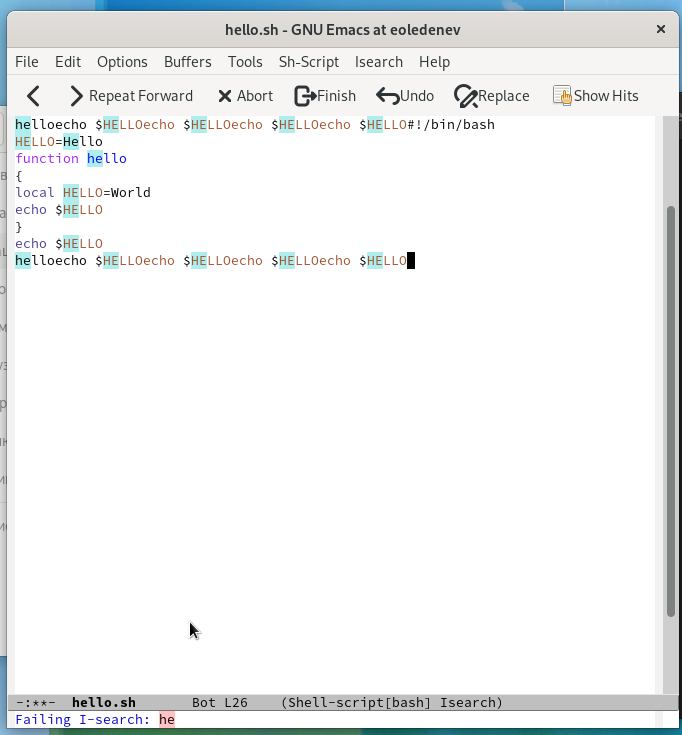 hello.sh - GNU Emacs at eoledenev
File Edit Options Buffers Tools Sh-Script Isearch Help
Repeat Forward Abort Finish Undo Replace Show Hits
helloecho $HELLOecho $HELLOecho $HELLOecho $HELLO#!/bin/bash
HELLO=Hello
function hello
{
local HELLO=World
echo $HELLO
}
echo $HELLO
helloecho $HELLOecho $HELLOecho $HELLOecho $HELLO
-:**- hello.sh Bot L26 (Shell-script[bash] Isearch)
Failing I-search: he